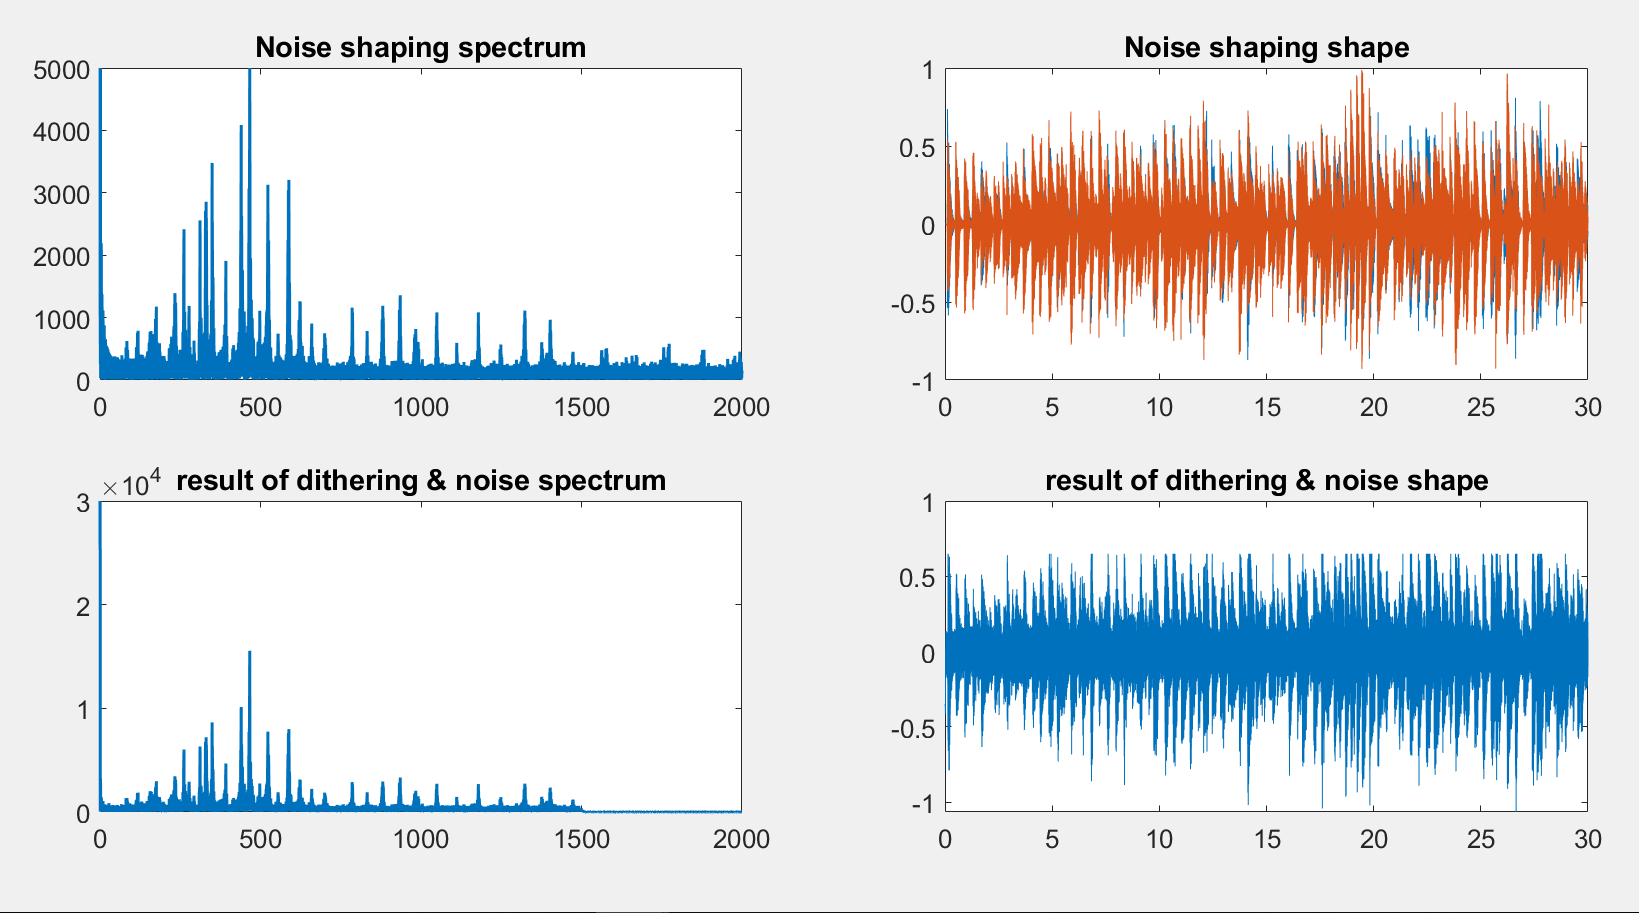 Noise shaping spectrum
5000
4000
3000
2000
1000
0
0 500 1000 1500 2000
Noise shaping shape
1
0.5
0
-0.5
-1
0 5 10 15 20 25 30
×10^4 result of dithering & noise spectrum
3
2
1
0
0 500 1000 1500 2000
result of dithering & noise shape
1
0.5
0
-0.5
-1
0 5 10 15 20 25 30